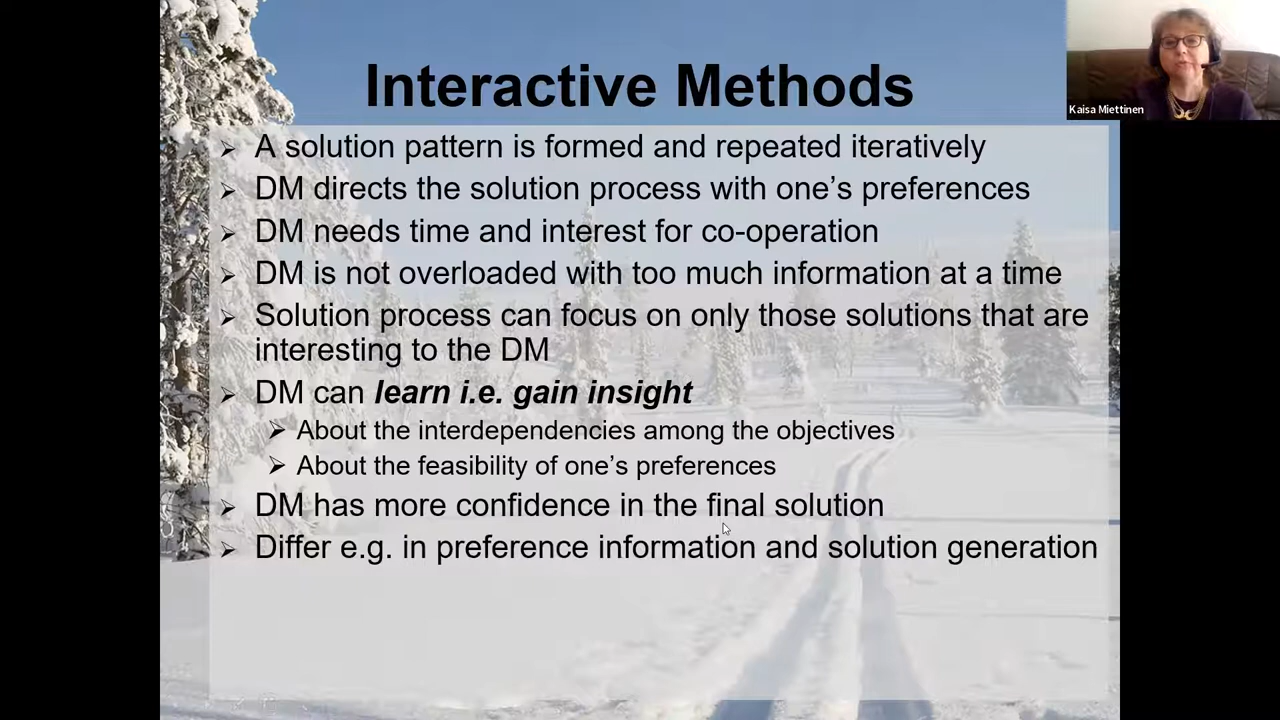 Interactive Methods
Kaisa Miettinen
A solution pattern is formed and repeated iteratively
DM directs the solution process with one’s preferences
DM needs time and interest for co-operation
DM is not overloaded with too much information at a time
Solution process can focus on only those solutions that are
interesting to the DM
DM can learn i.e. gain insight
About the interdependencies among the objectives
About the feasibility of one’s preferences
DM has more confidence in the final solution
Differ e.g. in preference information and solution generation